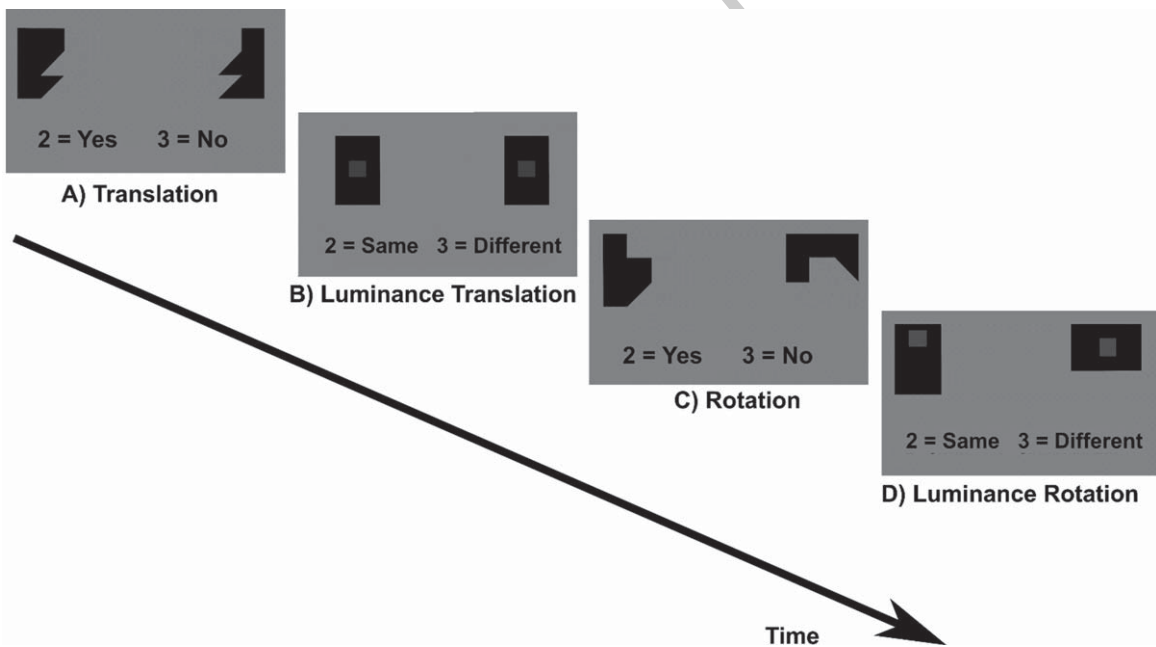 2 = Yes 3 = No
A) Translation
2 = Same 3 = Different
B) Luminance Translation
2 = Yes 3 = No
C) Rotation
2 = Same 3 = Different
D) Luminance Rotation
Time